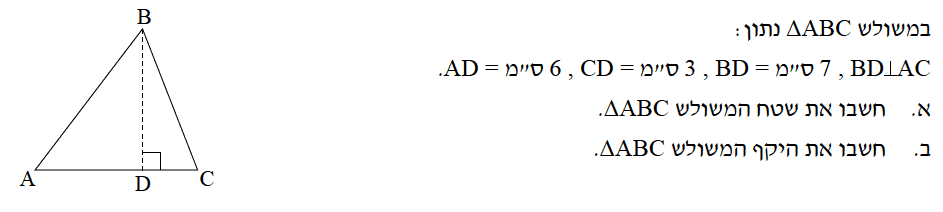 במשולש ΔABC נתון :
BD⊥AC , 7 ס״מ = BD , 3 ס״מ = CD , 6 ס״מ = AD.
א. חשבו את שטח המשולש ΔABC.
ב. חשבו את היקף המשולש ΔABC.
B
A D C